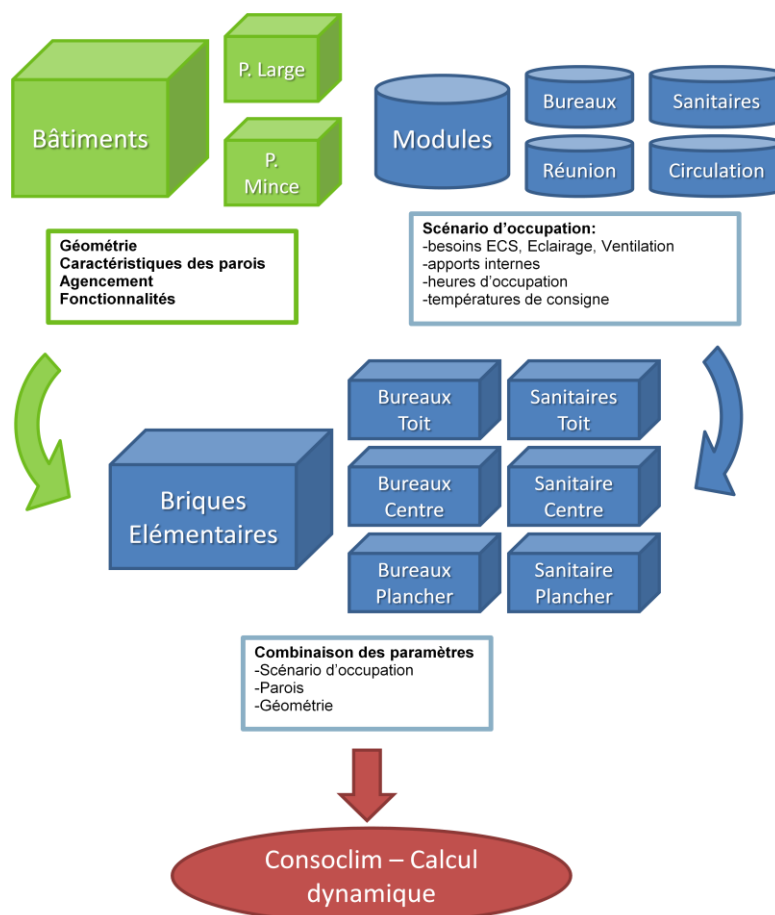 Bâtiments
P. Large
P.
Mince
Modules
Bureaux
Sanitaires
Réunion
Circulation
Géométrie
Caractéristiques des parois
Agencement
Fonctionnalités
Scénario d’occupation:
-besoins ECS, Eclairage, Ventilation
-apports internes
-heures d’occupation
-températures de consigne
Briques
Elémentaires
Bureaux
Toit
Sanitaires
Toit
Bureaux
Centre
Sanitaire
Centre
Bureaux
Plancher
Sanitaire
Plancher
Combinaison des paramètres
-Scénario d’occupation
-Parois
-Géométrie
Consoclim – Calcul
dynamique